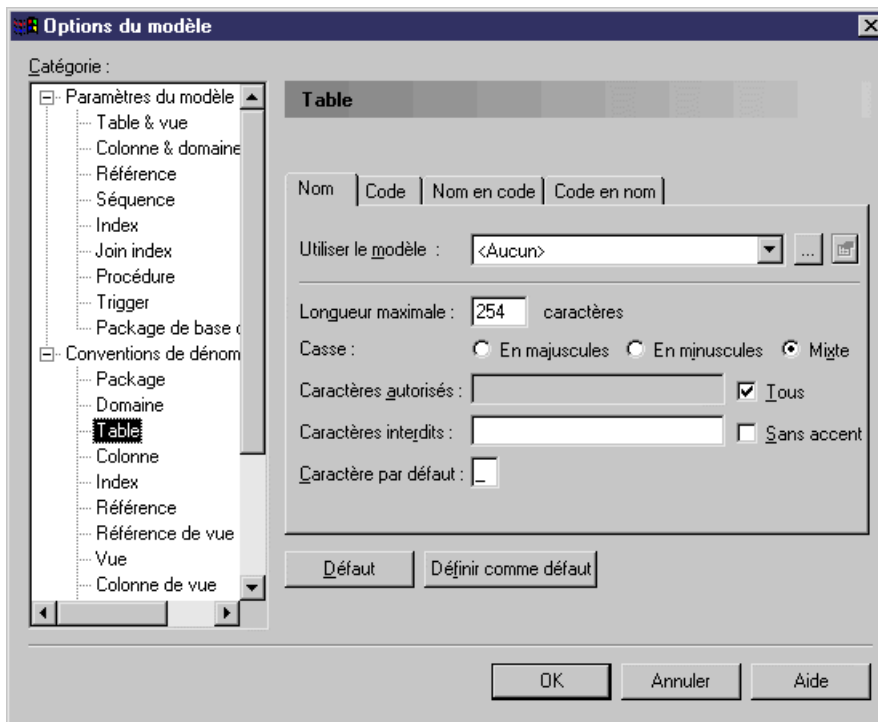 Options du modèle
Catégorie :
Paramètres du modèle
Table & vue
Colonne & domaine
Référence
Séquence
Index
Join index
Procédure
Trigger
Package de base
Conventions de dénom
Package
Domaine
Table
Colonne
Index
Référence
Référence de vue
Vue
Colonne de vue
Table
Nom Code Nom en code Code en nom
Utiliser le modèle : <Aucun> ...
Longueur maximale : 254 caractères
Casse : En majuscules En minuscules Mixte
Caractères autorisés : Tous
Caractères interdits : Sans accent
Caractère par défaut : _
Défaut Définir comme défaut
OK Annuler Aide